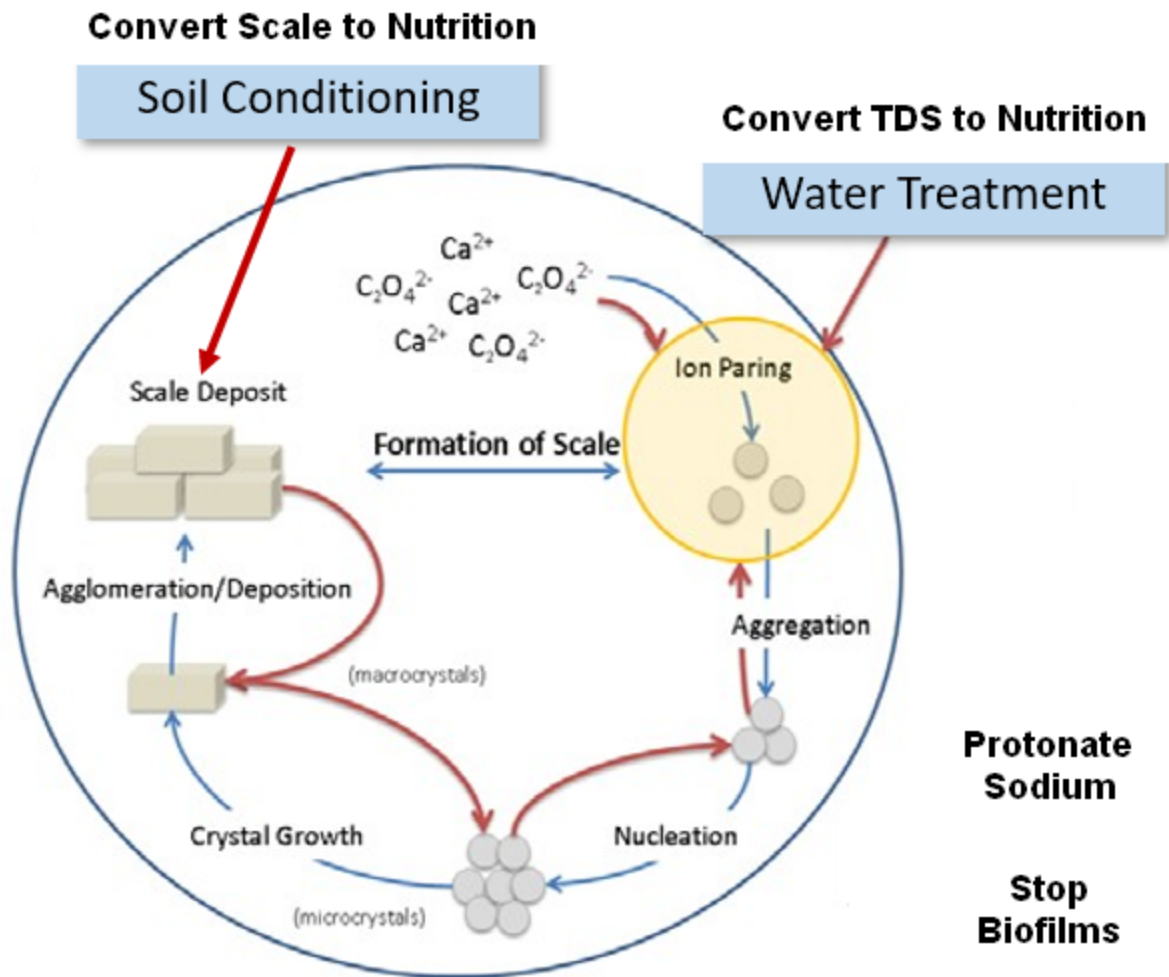 Convert Scale to Nutrition
Soil Conditioning
Convert TDS to Nutrition
Water Treatment
Ca²⁺
C₂O₄²⁻
C₂O₄²⁻
Ca²⁺
Ca²⁺
C₂O₄²⁻
Ion Paring
Scale Deposit
Formation of Scale
Agglomeration/Deposition
Aggregation
(macrocrystals)
Protonate
Sodium
Crystal Growth
Nucleation
(microcrystals)
Stop
Biofilms